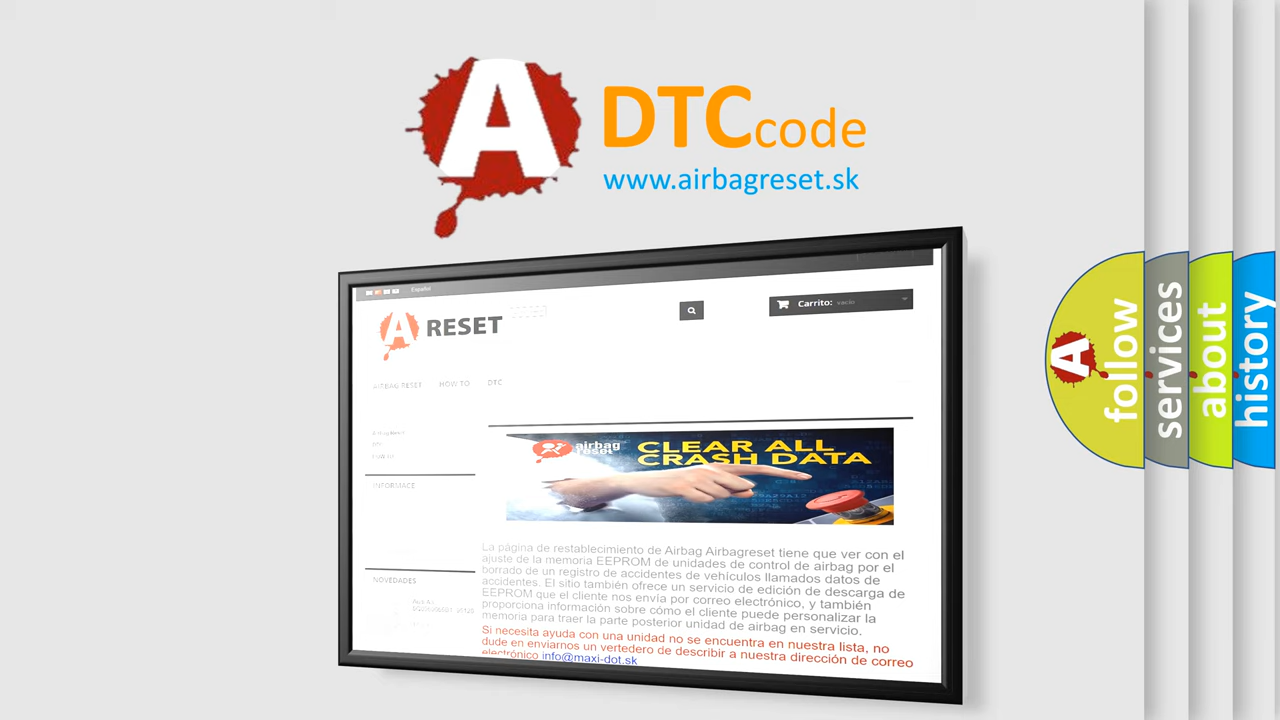 A DTCcode
www.airbagreset.sk
Español
A RESET
Carrito: vacío
AIRBAG RESET HOW TO DTC
INFORMACE
NOVEDADES
airbag reset
CLEAR ALL
CRASH DATA
La página de restablecimiento de Airbag Airbagreset tiene que ver con el
ajuste de la memoria EEPROM de unidades de control de airbag por el
borrado de un registro de accidentes de vehículos llamados datos de
accidentes. El sitio también ofrece un servicio de edición de descarga de
EEPROM que el cliente nos envía por correo electrónico, y también
proporciona información sobre cómo el cliente puede personalizar la
memoria para traer la parte posterior unidad de airbag en servicio.
Si necesita ayuda con una unidad no se encuentra en nuestra lista, no
dude en enviarnos un vertedero de describir a nuestra dirección de correo
electrónico info@maxi-dot.sk
A follow
services
about
history